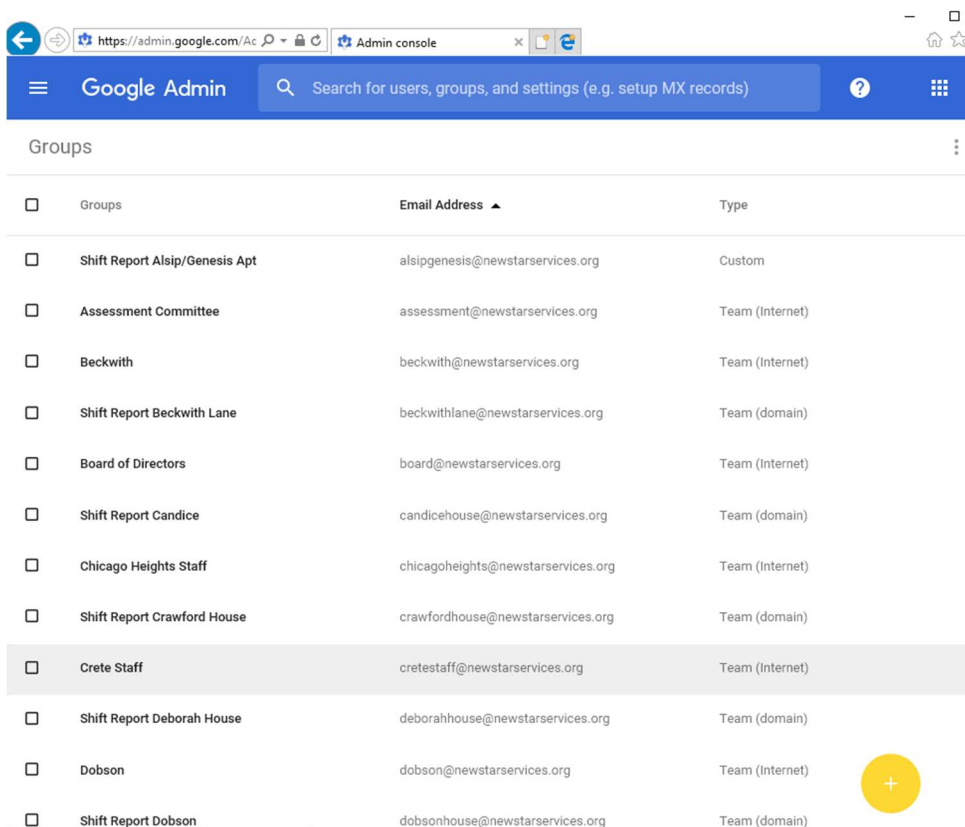 https://admin.google.com/Ac
Admin console
Google Admin
Search for users, groups, and settings (e.g. setup MX records)
Groups
Groups Email Address Type
Shift Report Alsip/Genesis Apt alsipgenesis@newstarservices.org Custom
Assessment Committee assessment@newstarservices.org Team (Internet)
Beckwith beckwith@newstarservices.org Team (Internet)
Shift Report Beckwith Lane beckwithlane@newstarservices.org Team (domain)
Board of Directors board@newstarservices.org Team (Internet)
Shift Report Candice candicehouse@newstarservices.org Team (domain)
Chicago Heights Staff chicagoheights@newstarservices.org Team (Internet)
Shift Report Crawford House crawfordhouse@newstarservices.org Team (domain)
Crete Staff cretestaff@newstarservices.org Team (Internet)
Shift Report Deborah House deborahhouse@newstarservices.org Team (domain)
Dobson dobson@newstarservices.org Team (Internet)
Shift Report Dobson dobsonhouse@newstarservices.org Team (domain)